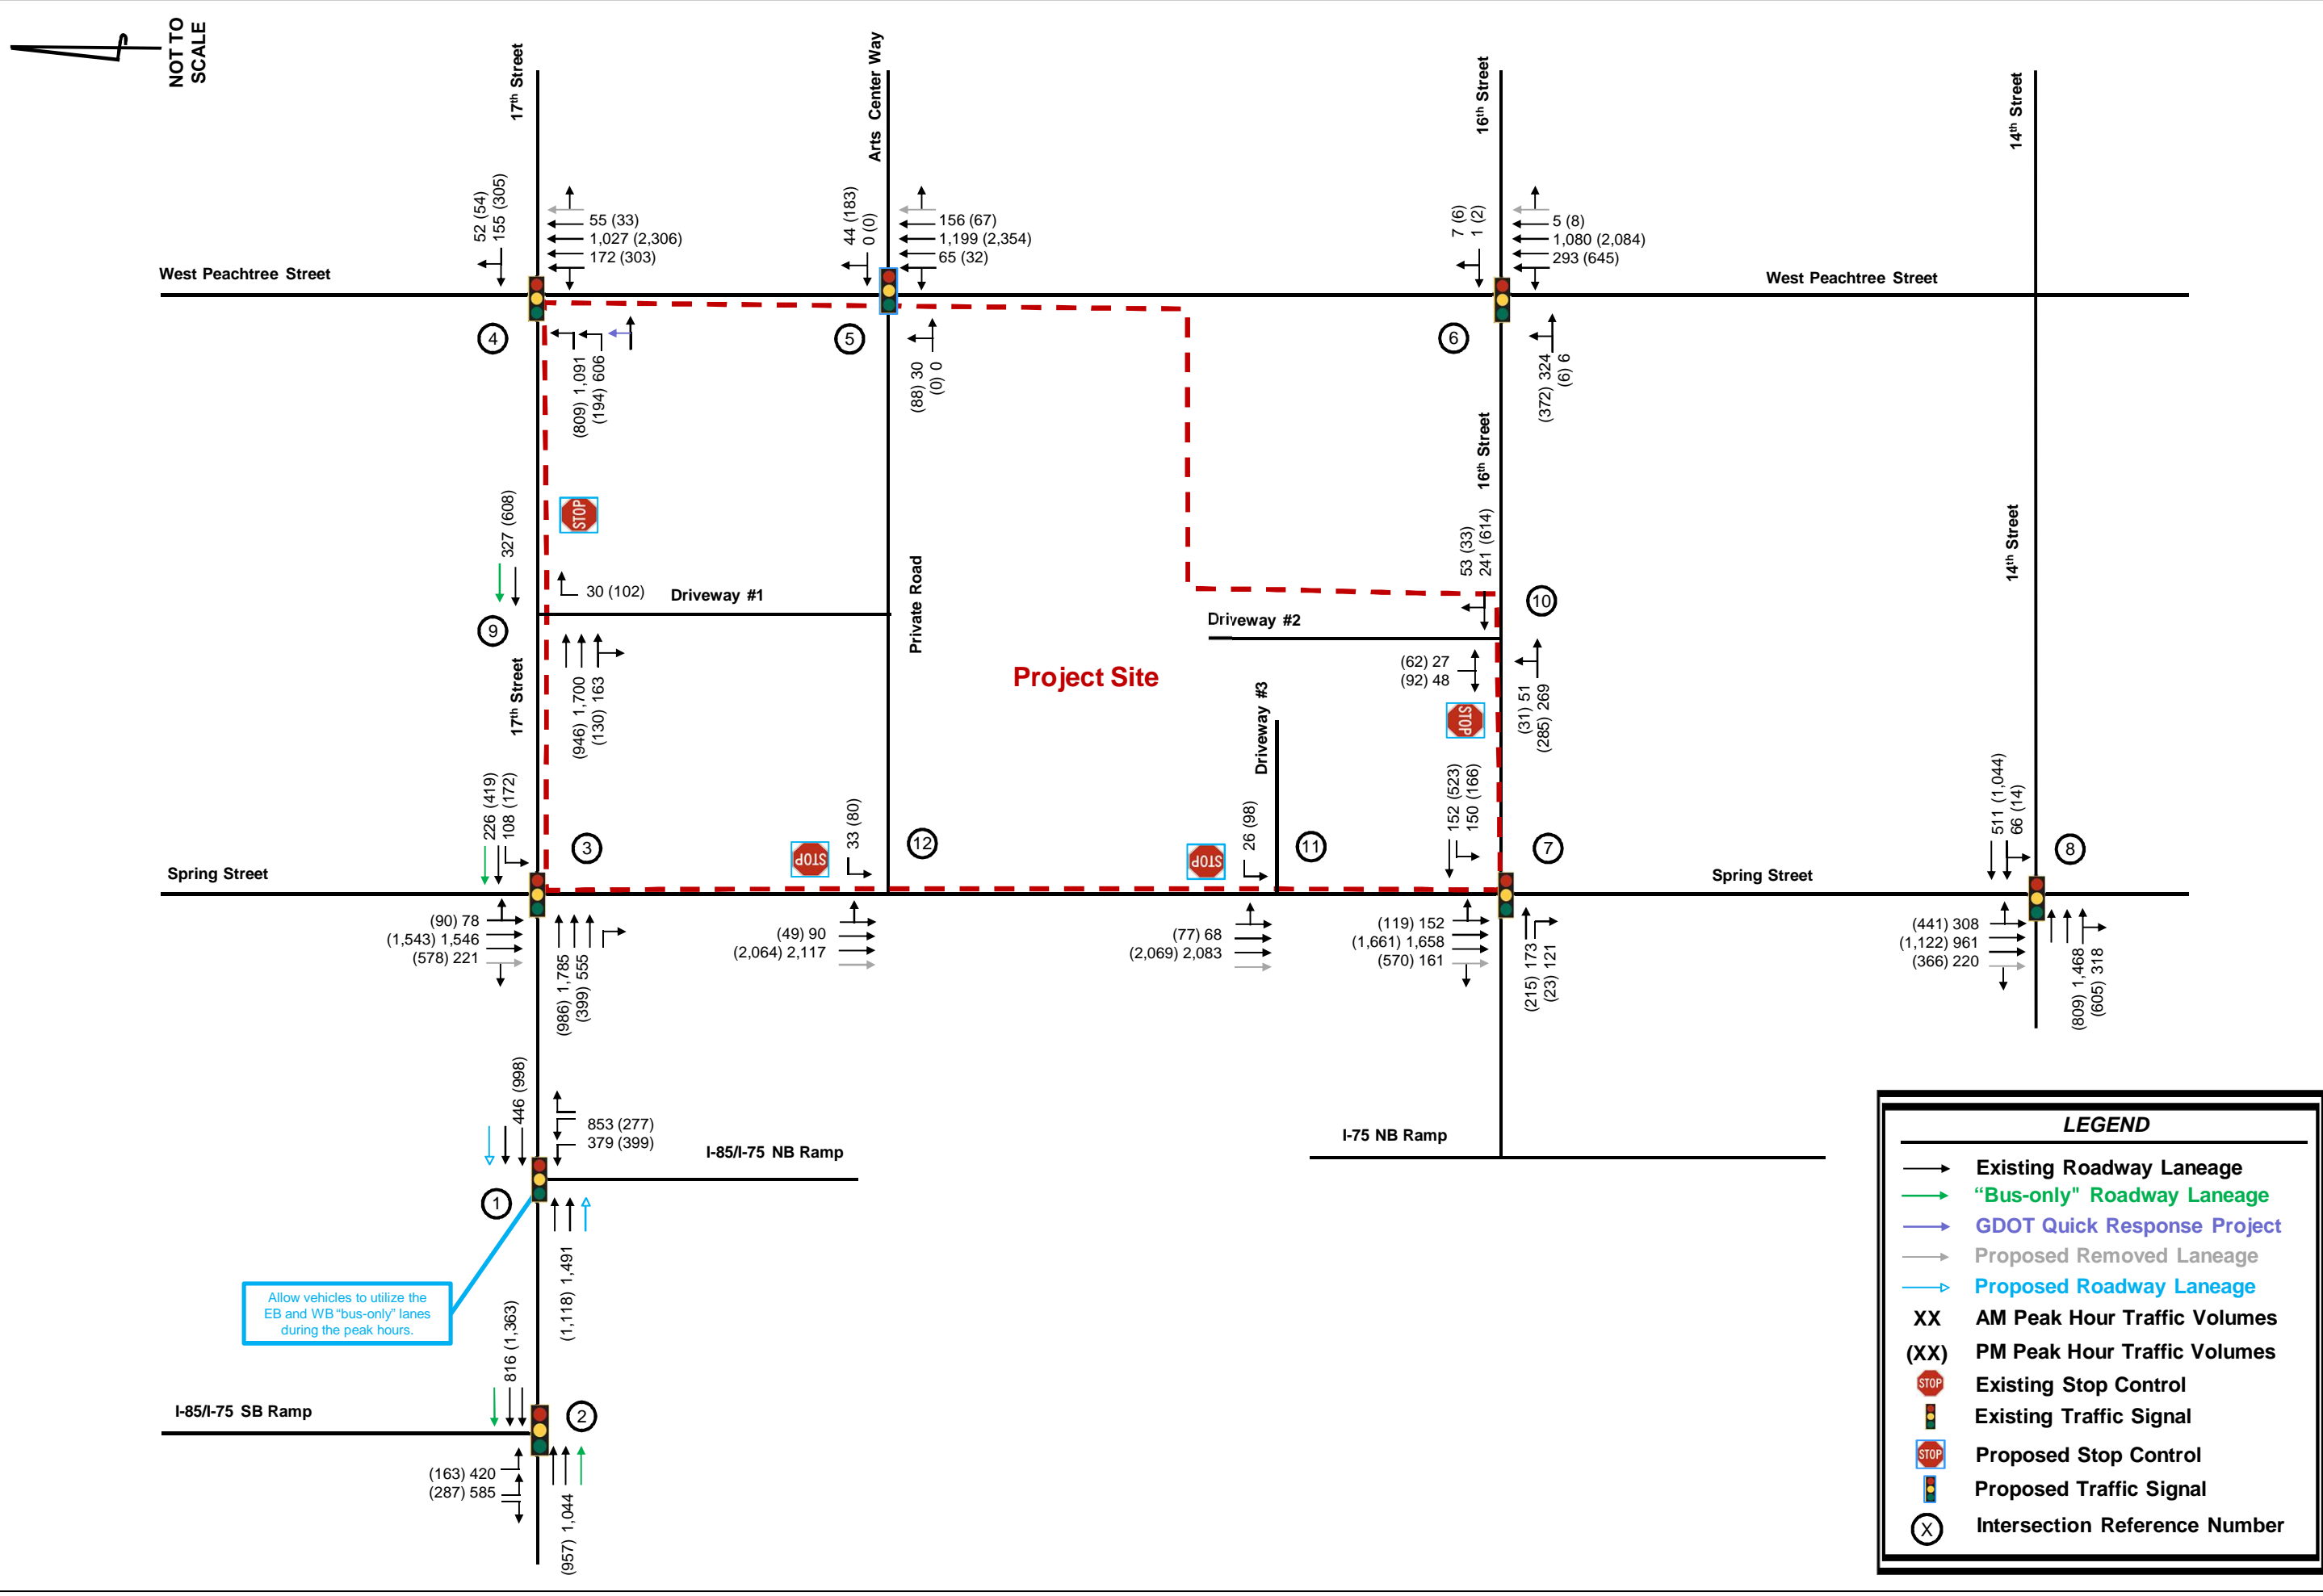 NOT TO
SCALE
17th Street
Arts Center Way
16th Street
14th Street
52 (54)
155 (305)
55 (33)
1,027 (2,306)
172 (303)
44 (183)
0 (0)
156 (67)
1,199 (2,354)
65 (32)
7 (6)
1 (2)
5 (8)
1,080 (2,084)
293 (645)
West Peachtree Street
West Peachtree Street
4
5
6
(809) 1,091
(194) 606
(88) 30
(0) 0
(372) 324
(6) 6
327 (608)
STOP
16th Street
14th Street
53 (33)
241 (614)
30 (102)
Driveway #1
Private Road
Driveway #2
10
9
17th Street
(946) 1,700
(130) 163
Project Site
Driveway #3
(62) 27
(92) 48
STOP
(31) 51
(285) 269
226 (419)
108 (172)
3
STOP
33 (80)
12
STOP
26 (98)
11
152 (523)
150 (166)
7
511 (1,044)
66 (14)
8
Spring Street
Spring Street
(90) 78
(1,543) 1,546
(578) 221
(986) 1,785
(399) 555
(49) 90
(2,064) 2,117
(77) 68
(2,069) 2,083
(119) 152
(1,661) 1,658
(570) 161
(215) 173
(23) 121
(441) 308
(1,122) 961
(366) 220
(809) 1,468
(605) 318
446 (998)
853 (277)
379 (399)
I-85/I-75 NB Ramp
I-75 NB Ramp
1
(1,118) 1,491
Allow vehicles to utilize the
EB and WB “bus-only” lanes
during the peak hours.
816 (1,363)
I-85/I-75 SB Ramp
2
(163) 420
(287) 585
(957) 1,044
LEGEND
Existing Roadway Laneage
“Bus-only" Roadway Laneage
GDOT Quick Response Project
Proposed Removed Laneage
Proposed Roadway Laneage
XX AM Peak Hour Traffic Volumes
(XX) PM Peak Hour Traffic Volumes
STOP Existing Stop Control
Existing Traffic Signal
STOP Proposed Stop Control
Proposed Traffic Signal
X Intersection Reference Number